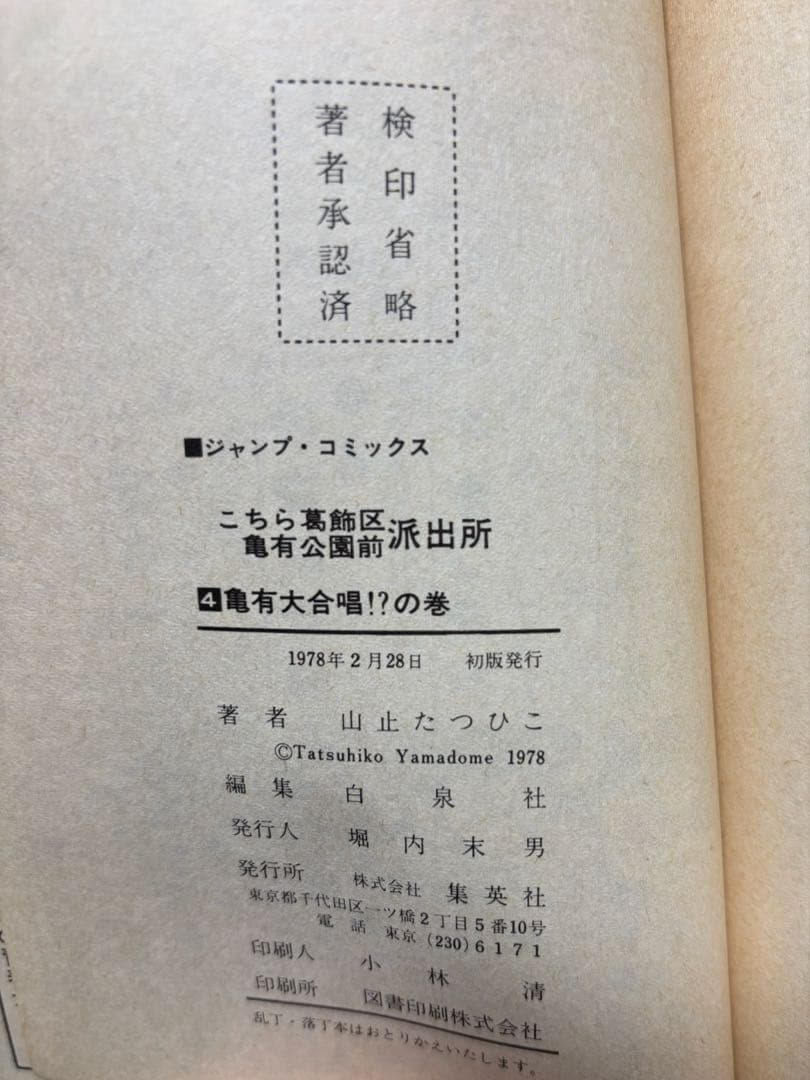 検印省略
著者承認済
■ジャンプ・コミックス
こちら葛飾区
亀有公園前派出所
4亀有大合唱!?の巻
1978年2月28日 初版発行
著者 山止たつひこ
©Tatsuhiko Yamadome 1978
編集 白泉社
発行人 堀内末男
発行所 株式会社 集英社
東京都千代田区一ツ橋2丁目5番10号
電話 東京 (230) 6171
印刷人 小林清
印刷所 図書印刷株式会社
乱丁・落丁本はおとりかえいたします。